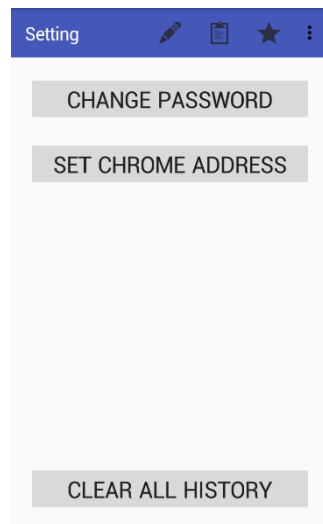 Setting
CHANGE PASSWORD
SET CHROME ADDRESS
CLEAR ALL HISTORY